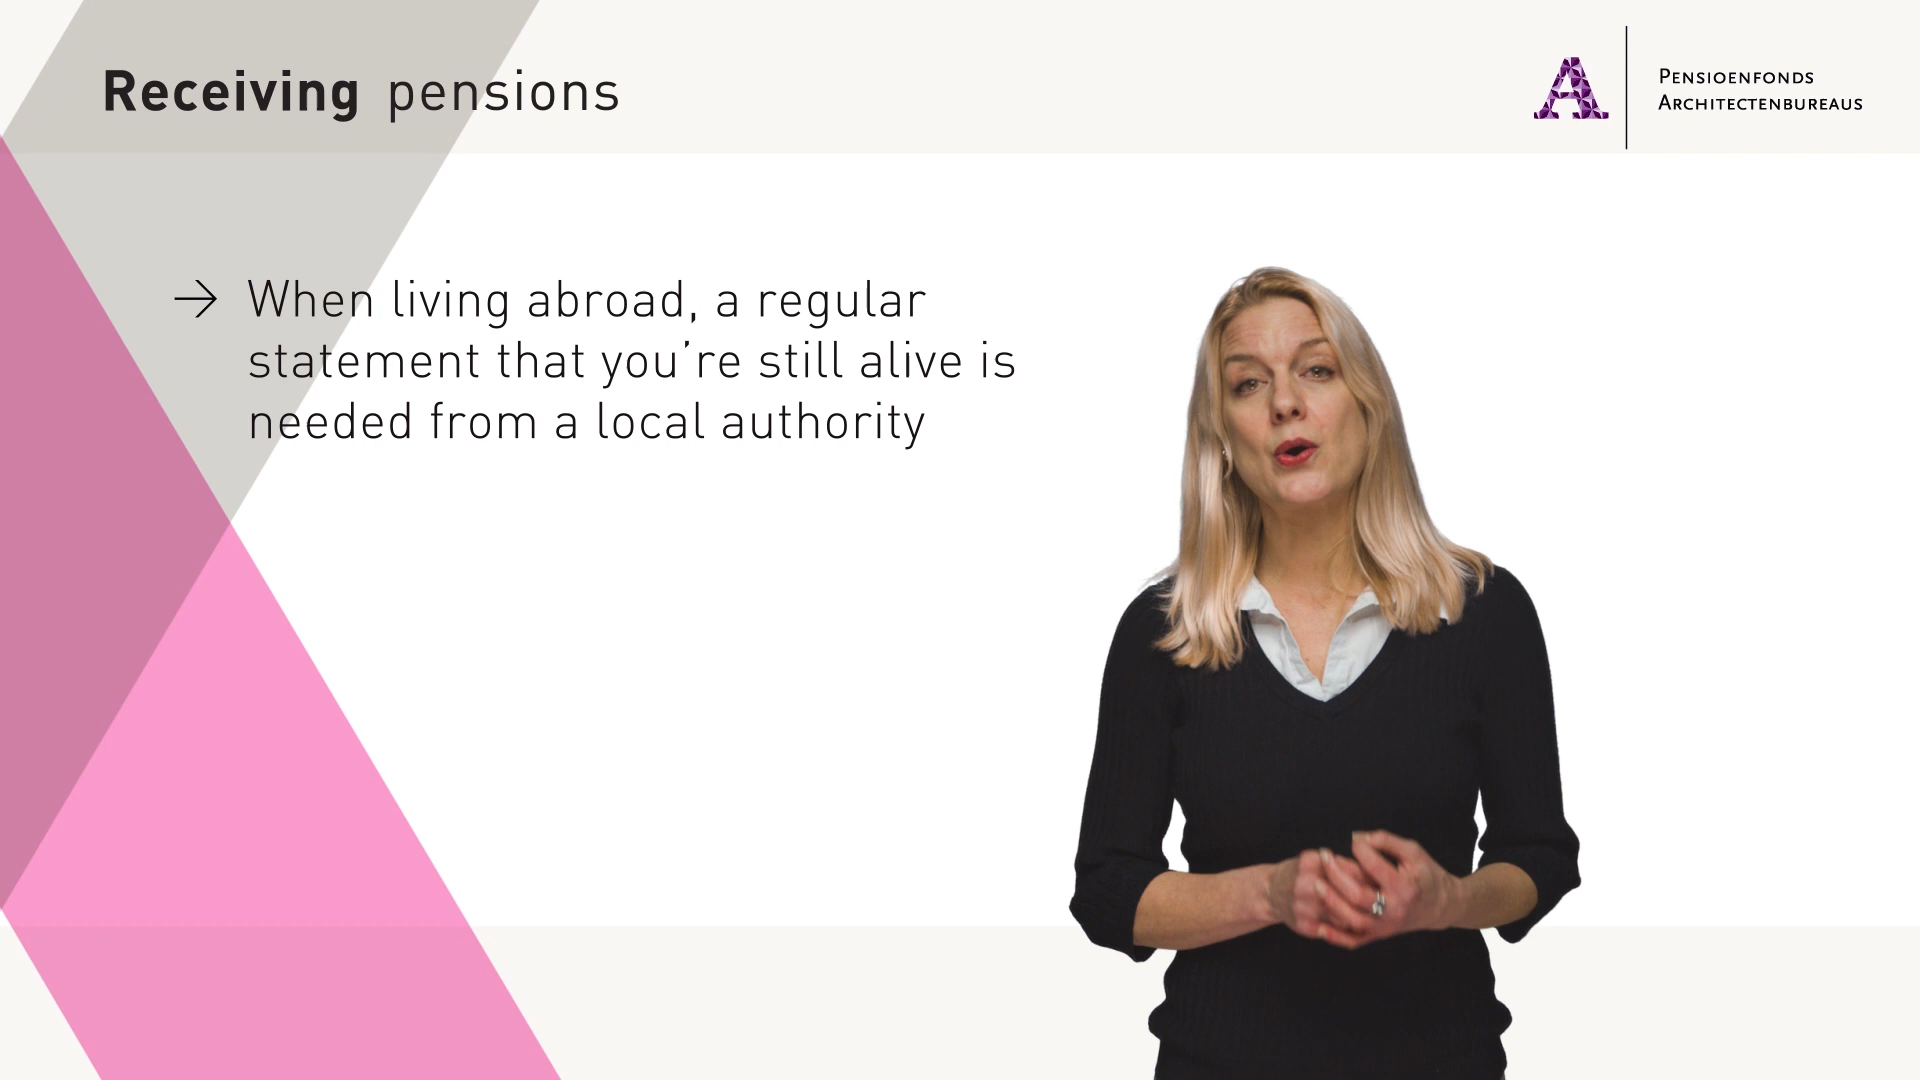 Receiving pensions
PENSIOENFONDS
ARCHITECTENBUREAUS
→ When living abroad, a regular
statement that you’re still alive is
needed from a local authority